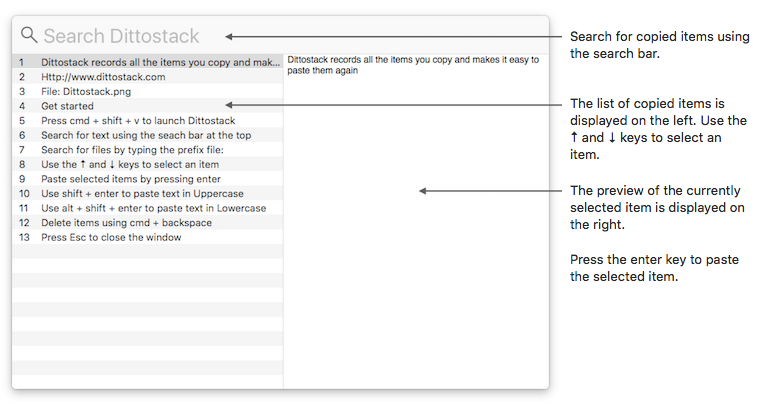 Search Dittostack
1 Dittostack records all the items you copy and mak...
2 Http://www.dittostack.com
3 File: Dittostack.png
4 Get started
5 Press cmd + shift + v to launch Dittostack
6 Search for text using the seach bar at the top
7 Search for files by typing the prefix file:
8 Use the ↑ and ↓ keys to select an item
9 Paste selected items by pressing enter
10 Use shift + enter to paste text in Uppercase
11 Use alt + shift + enter to paste text in Lowercase
12 Delete items using cmd + backspace
13 Press Esc to close the window
Dittostack records all the items you copy and makes it easy to
paste them again
Search for copied items using
the search bar.
The list of copied items is
displayed on the left. Use the
↑ and ↓ keys to select an
item.
The preview of the currently
selected item is displayed on
the right.
Press the enter key to paste
the selected item.